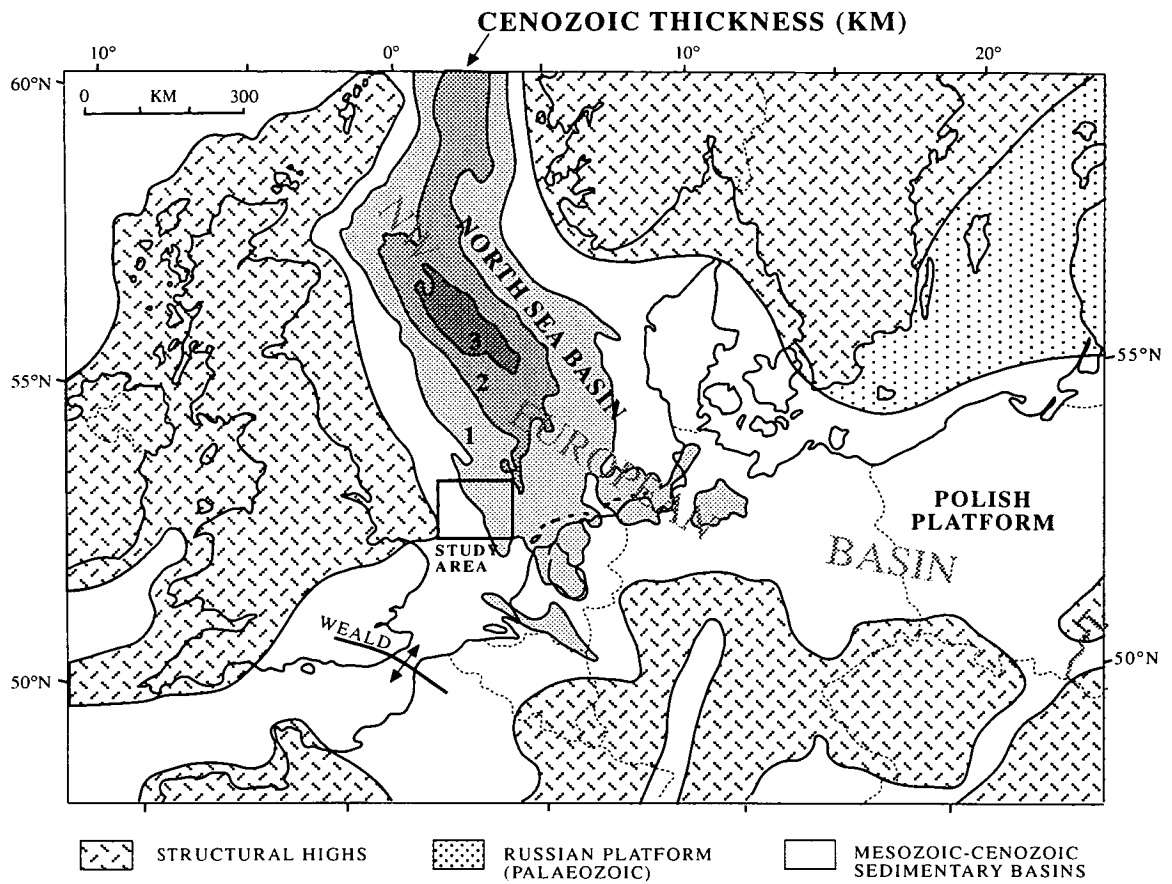 CENOZOIC THICKNESS (KM)
10° 0° 10° 20°
60°N
0 KM 300
NORTH SEA BASIN
3
2
1
55°N 55°N
EUROPEAN
BASIN
POLISH
PLATFORM
STUDY
AREA
WEALD
50°N 50°N
STRUCTURAL HIGHS
RUSSIAN PLATFORM
(PALAEOZOIC)
MESOZOIC-CENOZOIC
SEDIMENTARY BASINS